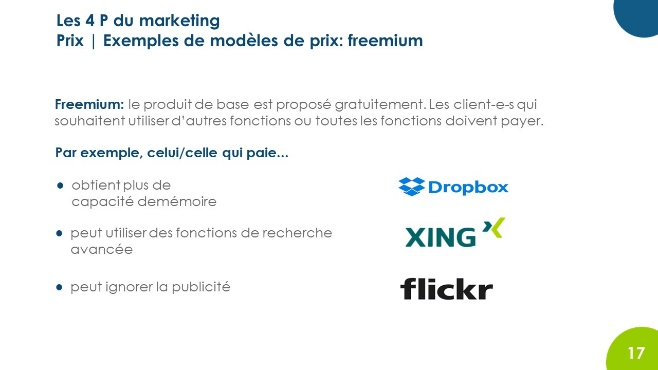 Les 4 P du marketing
Prix | Exemples de modèles de prix: freemium
Freemium: le produit de base est proposé gratuitement. Les client-e-s qui
souhaitent utiliser d'autres fonctions ou toutes les fonctions doivent payer.
Par exemple, celui/celle qui paie...
● obtient plus de
capacité demémoire
Dropbox
● peut utiliser des fonctions de recherche
avancée
XING
● peut ignorer la publicité
flickr
17